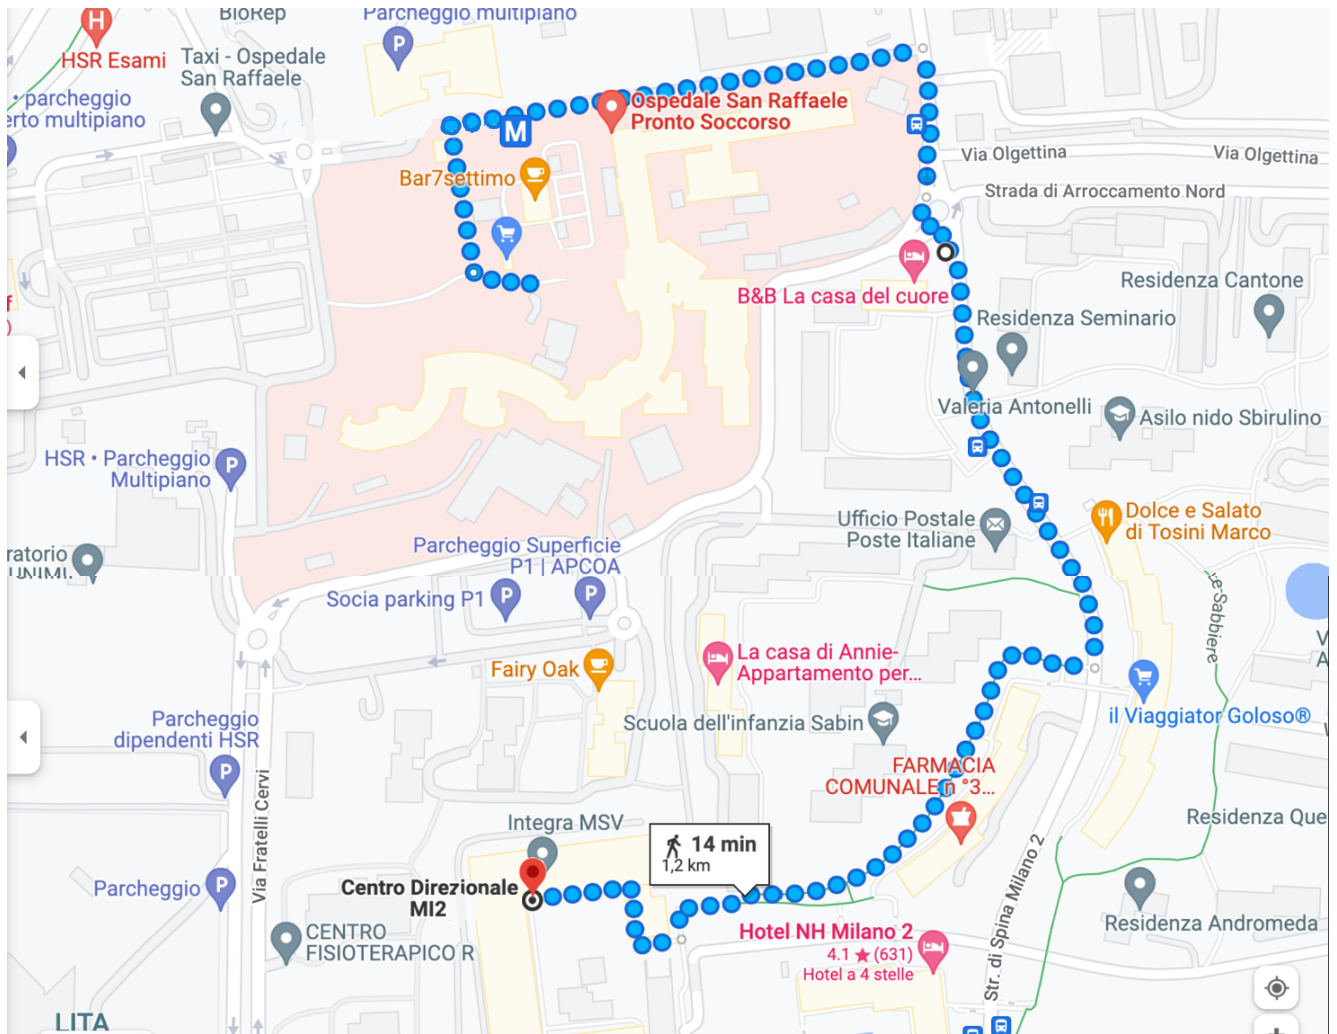 BioRep
Parcheggio multipiano
P
H
HSR Esami
Taxi - Ospedale
San Raffaele
• parcheggio
erto multipiano
Ospedale San Raffaele
Pronto Soccorso
M
Via Olgettina
Via Olgettina
Bar7settimo
Strada di Arroccamento Nord
B&B La casa del cuore
Residenza Cantone
Residenza Seminario
f
)
Valeria Antonelli
Asilo nido Sbirulino
HSR • Parcheggio
Multipiano
P
Ufficio Postale
Poste Italiane
Dolce e Salato
di Tosini Marco
ratorio
UNIMI.
Parcheggio Superficie
P1 | APCOA
Socia parking P1
P
P
re Sabbiere
Fairy Oak
La casa di Annie-
Appartamento per...
V
A
il Viaggiator Goloso®
Parcheggio
dipendenti HSR
P
Scuola dell'infanzia Sabin
FARMACIA
COMUNALE n °3...
Via Fratelli Cervi
Integra MSV
Residenza Que
14 min
1,2 km
Centro Direzionale
MI2
Parcheggio
P
Str. di Spina Milano 2
Residenza Andromeda
CENTRO
FISIOTERAPICO R
Hotel NH Milano 2
4.1 ★ (631)
Hotel a 4 stelle
LITA